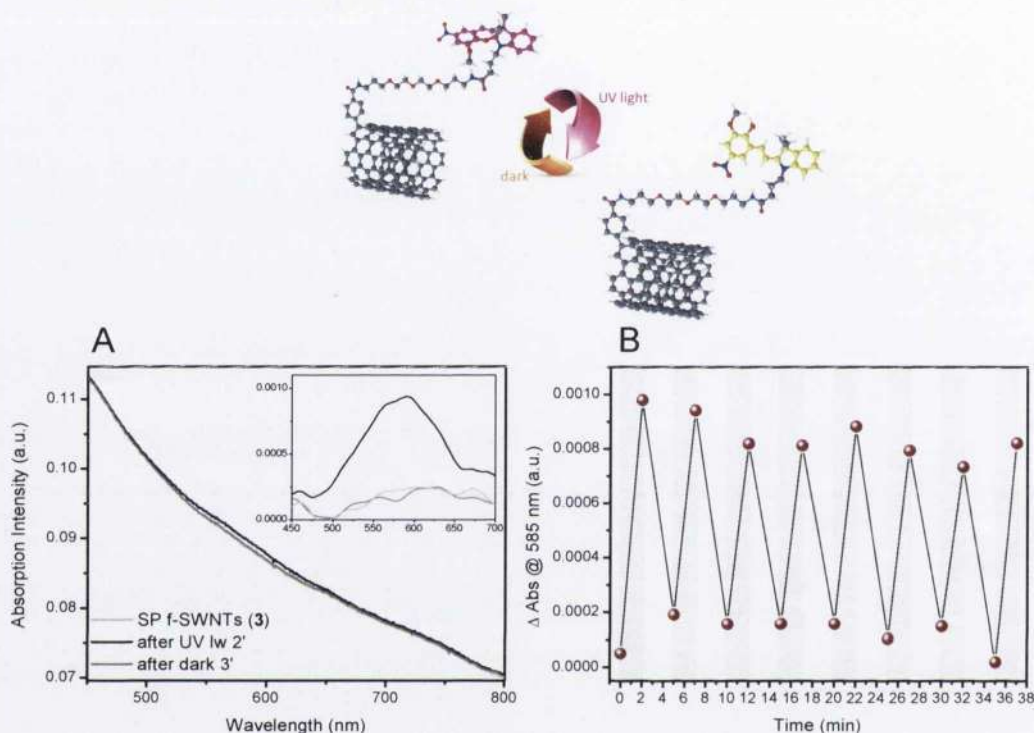 UV light
dark
A
Absorption Intensity (a.u.)
0.11
0.10
0.09
0.08
0.07
500
600
700
800
Wavelength (nm)
SP f-SWNTs (3)
after UV lw 2'
after dark 3'
0.0010
0.0005
0.0000
450
500
550
600
650
700
B
Δ Abs @ 585 nm (a.u.)
0.0010
0.0008
0.0006
0.0004
0.0002
0.0000
0 2 4 6 8 10 12 14 16 18 20 22 24 26 28 30 32 34 36 38
Time (min)